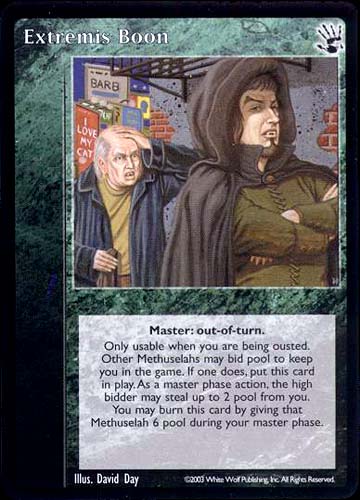 Extremis Boon
BARB
I
LOVE
MY
CAT
Master: out-of-turn.
Only usable when you are being ousted.
Other Methuselahs may bid pool to keep
you in the game. If one does, put this card
in play. As a master phase action, the high
bidder may steal up to 2 pool from you.
You may burn this card by giving that
Methuselah 6 pool during your master phase.
Illus. David Day
©2003 White Wolf Publishing, Inc. All Rights Reserved.